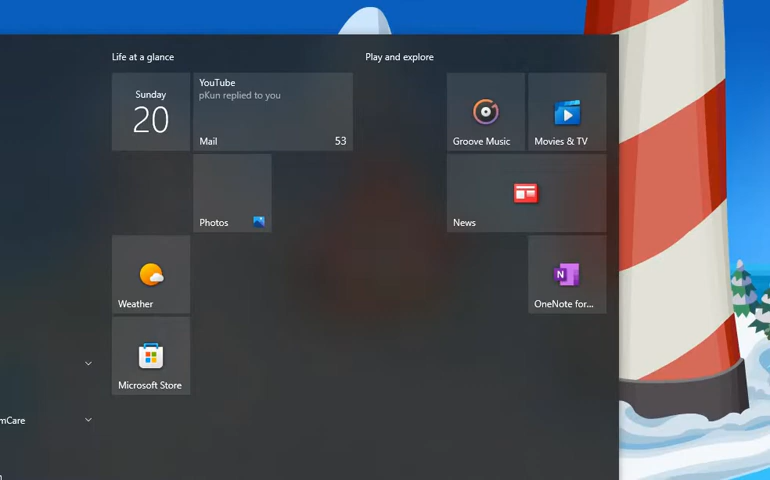 Life at a glance
Play and explore
Sunday
20
YouTube
pKun replied to you
Mail
53
Groove Music
Movies & TV
Photos
News
Weather
OneNote for...
Microsoft Store
mCare